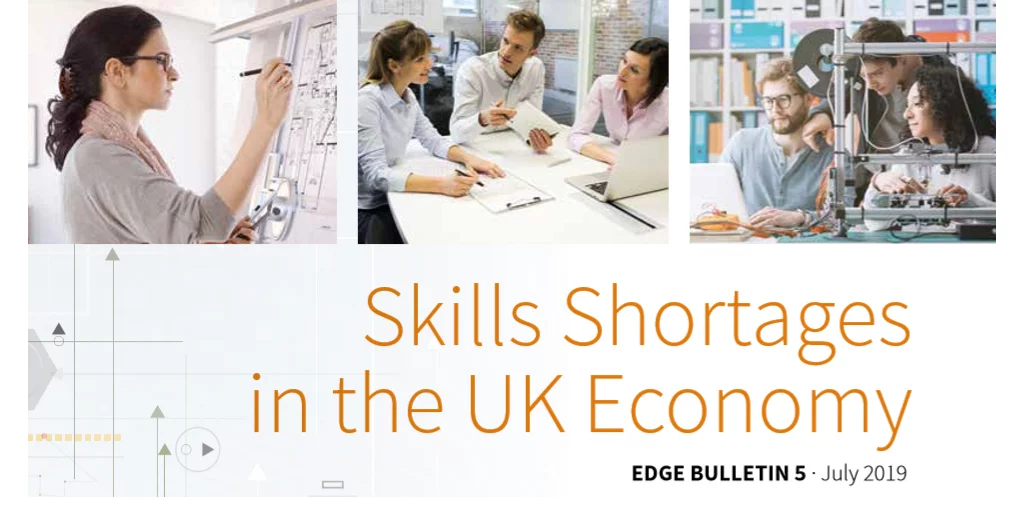 Skills Shortages
in the UK Economy
EDGE BULLETIN 5 · July 2019